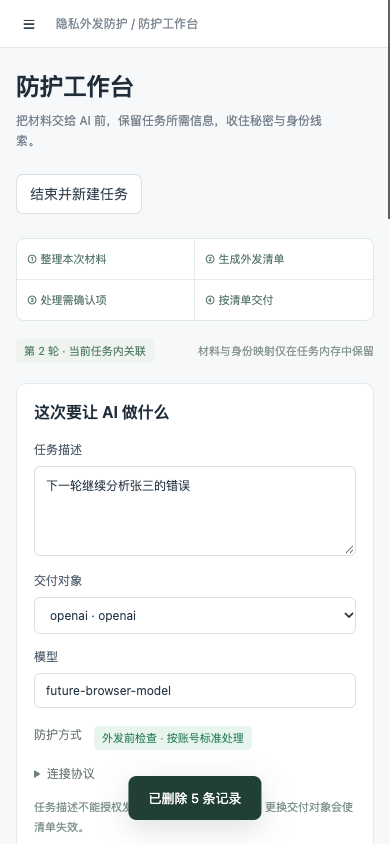 ☰ 隐私外发防护 / 防护工作台
防护工作台
把材料交给 AI 前，保留任务所需信息，收住秘密与身份线
索。
结束并新建任务
① 整理本次材料
② 生成外发清单
③ 处理需确认项
④ 按清单交付
第 2 轮 · 当前任务内关联
材料与身份映射仅在任务内存中保留
这次要让 AI 做什么
任务描述
下一轮继续分析张三的错误
交付对象
openai · openai
模型
future-browser-model
防护方式 外发前检查 · 按账号标准处理
▶ 连接协议
已删除 5 条记录
任务描述不能授权发 更换交付对象会使
清单失效。